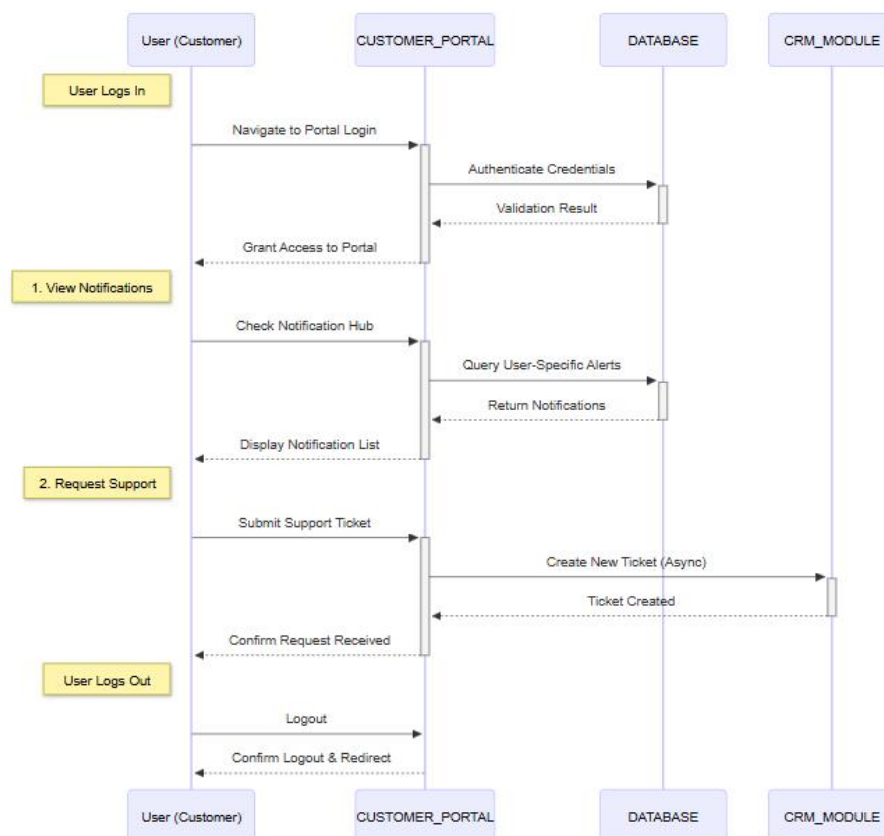 User (Customer) CUSTOMER_PORTAL DATABASE CRM_MODULE
User Logs In
Navigate to Portal Login
Authenticate Credentials
Validation Result
Grant Access to Portal
1. View Notifications
Check Notification Hub
Query User-Specific Alerts
Return Notifications
Display Notification List
2. Request Support
Submit Support Ticket
Create New Ticket (Async)
Ticket Created
Confirm Request Received
User Logs Out
Logout
Confirm Logout & Redirect
User (Customer) CUSTOMER_PORTAL DATABASE CRM_MODULE